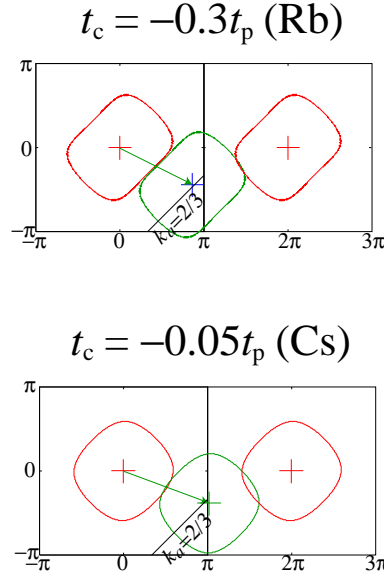 t_c = −0.3t_p (Rb)
π
0
−π
−π 0 π 2π 3π
k_a=2/3
t_c = −0.05t_p (Cs)
π
0
−π
−π 0 π 2π 3π
k_a=2/3